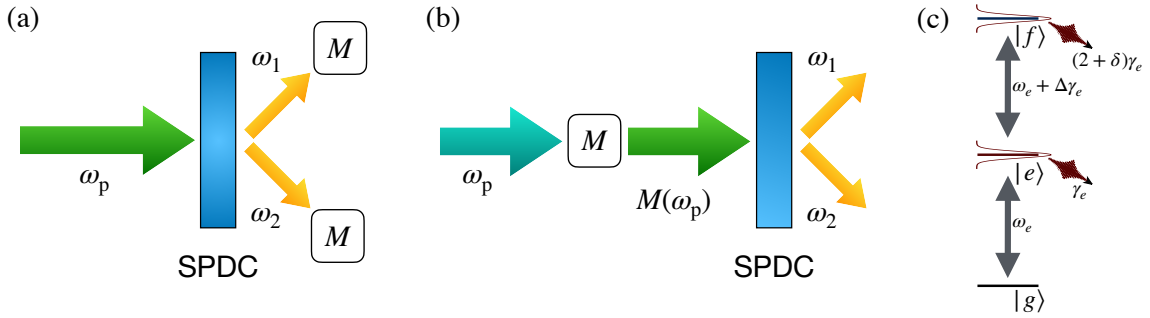 (a)
ω₁
M
ωₚ
ω₂
M
SPDC
(b)
ω₁
M
ωₚ
M(ωₚ)
ω₂
SPDC
(c)
|f⟩
(2 + δ)γₑ
ωₑ + Δγₑ
|e⟩
γₑ
ωₑ
|g⟩